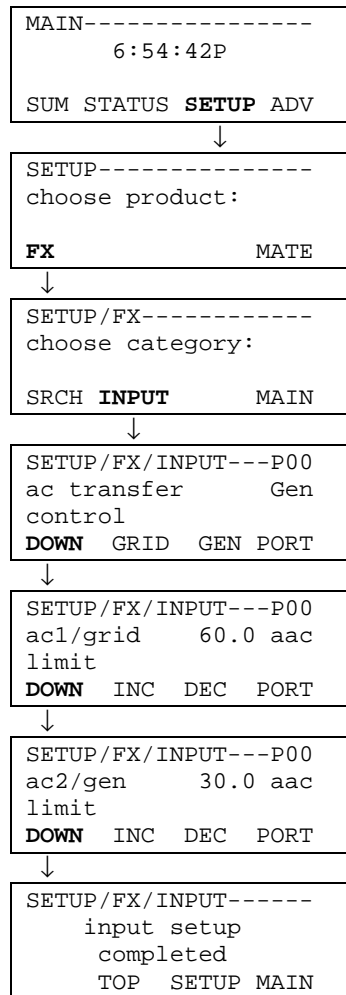 MAIN-----------------
6:54:42P
SUM STATUS SETUP ADV
↓
SETUP----------------
choose product:
FX MATE
↓
SETUP/FX-------------
choose category:
SRCH INPUT MAIN
↓
SETUP/FX/INPUT---P00
ac transfer Gen
control
DOWN GRID GEN PORT
↓
SETUP/FX/INPUT---P00
ac1/grid 60.0 aac
limit
DOWN INC DEC PORT
↓
SETUP/FX/INPUT---P00
ac2/gen 30.0 aac
limit
DOWN INC DEC PORT
↓
SETUP/FX/INPUT------
input setup
completed
TOP SETUP MAIN